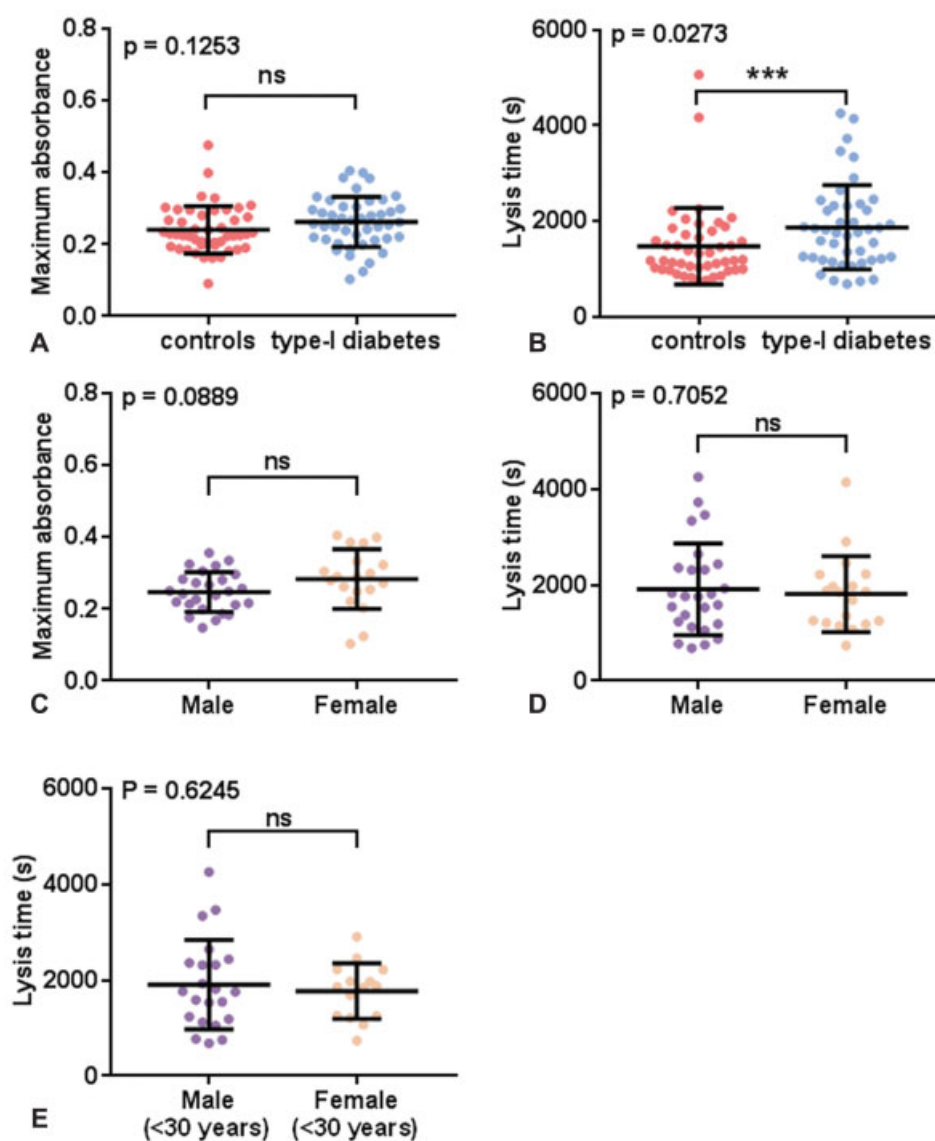 p = 0.1253
ns
Maximum absorbance
0.8
0.6
0.4
0.2
0.0
controls type-I diabetes
A
p = 0.0273
***
Lysis time (s)
6000
4000
2000
0
controls type-I diabetes
B
p = 0.0889
ns
Maximum absorbance
0.8
0.6
0.4
0.2
0.0
Male Female
C
p = 0.7052
ns
Lysis time (s)
6000
4000
2000
0
Male Female
D
P = 0.6245
ns
Lysis time (s)
6000
4000
2000
0
Male Female
(<30 years) (<30 years)
E